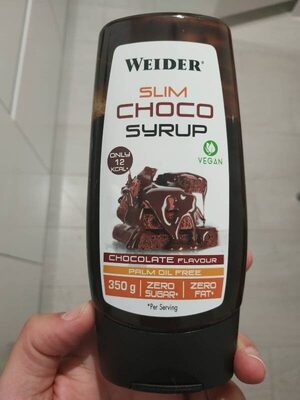 WEIDER®
SLIM
CHOCO
SYRUP
ONLY
12
KCAL
VEGAN
CHOCOLATE FLAVOUR
PALM OIL FREE
350 g
ZERO
SUGAR*
ZERO
FAT*
*Per Serving